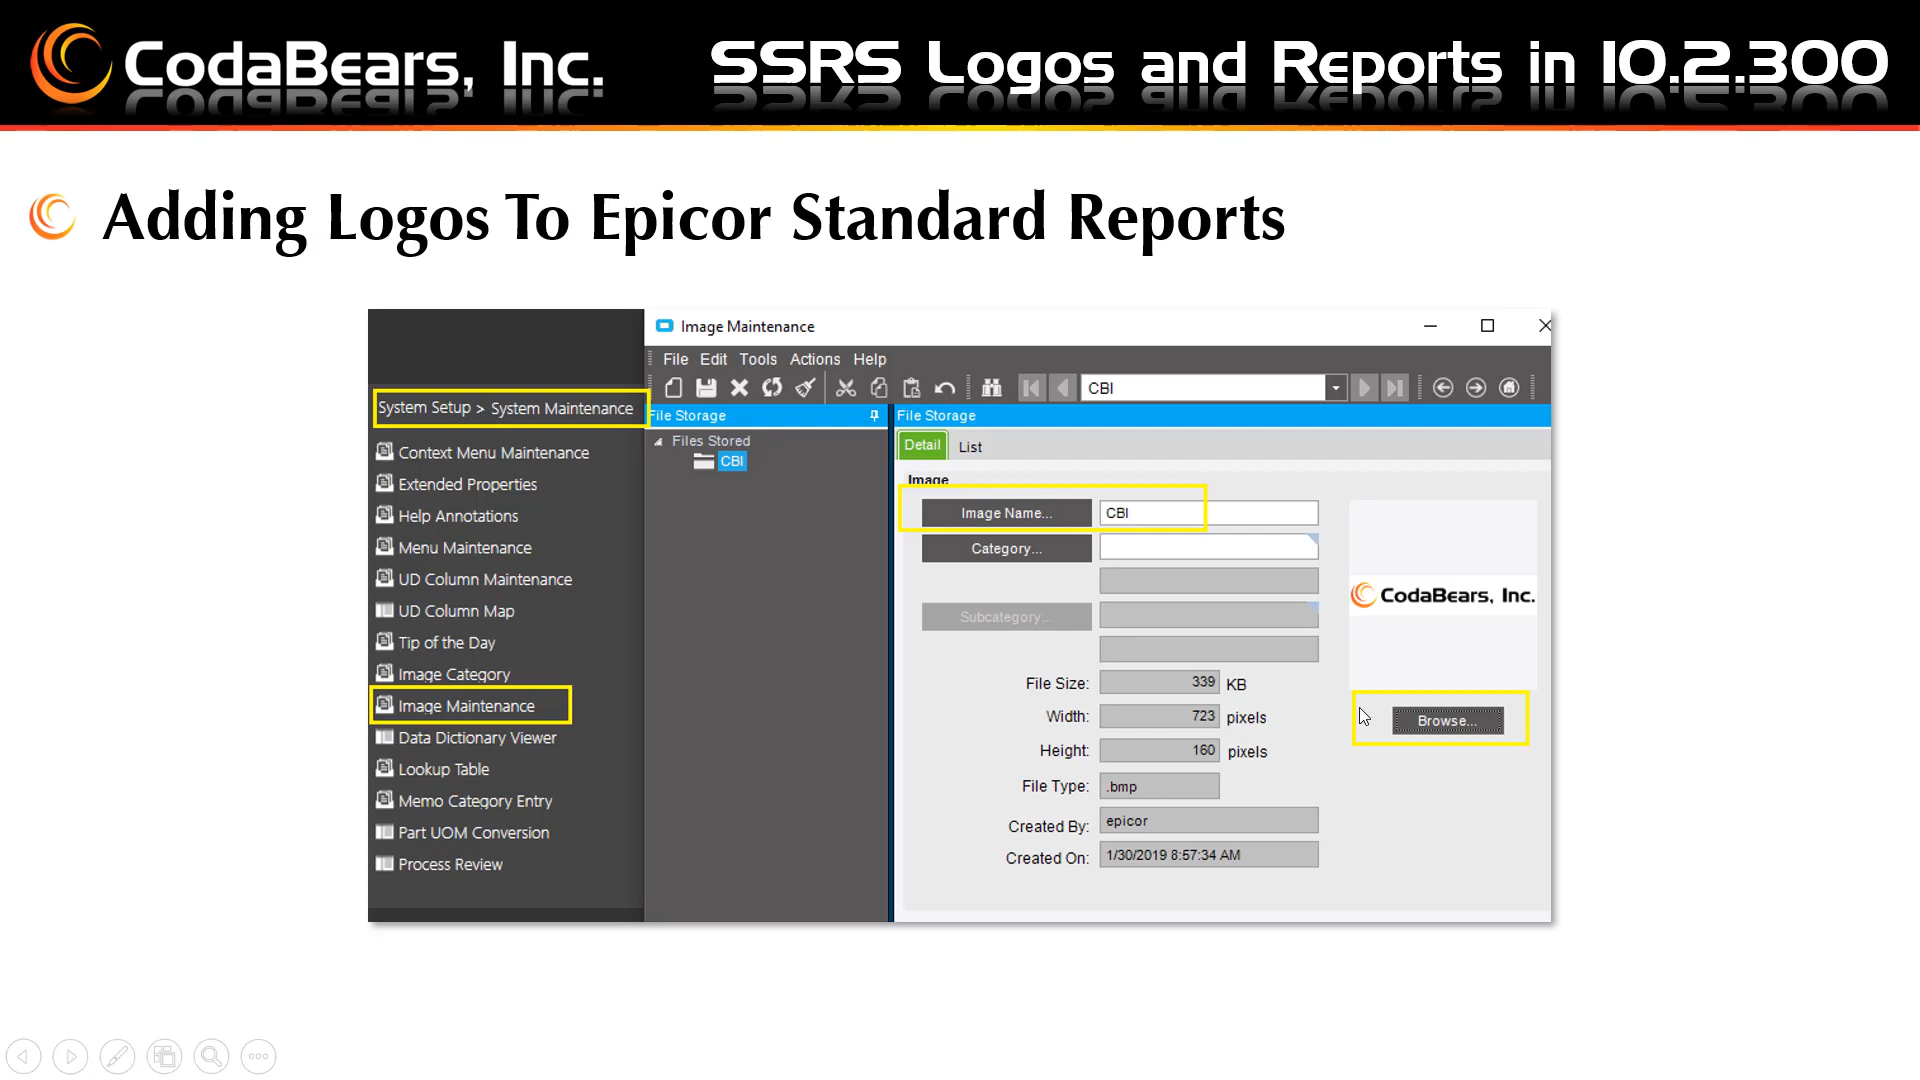 CodaBears, Inc.
SSRS Logos and Reports in 10.2.300
Adding Logos To Epicor Standard Reports
System Setup > System Maintenance
Context Menu Maintenance
Extended Properties
Help Annotations
Menu Maintenance
UD Column Maintenance
UD Column Map
Tip of the Day
Image Category
Image Maintenance
Data Dictionary Viewer
Lookup Table
Memo Category Entry
Part UOM Conversion
Process Review
Image Maintenance
File Edit Tools Actions Help
CBI
File Storage
Files Stored
CBI
File Storage
Detail List
Image
Image Name... CBI
Category...
Subcategory...
File Size: 339 KB
Width: 723 pixels
Height: 160 pixels
File Type: .bmp
Created By: epicor
Created On: 1/30/2019 8:57:34 AM
CodaBears, Inc.
Browse...